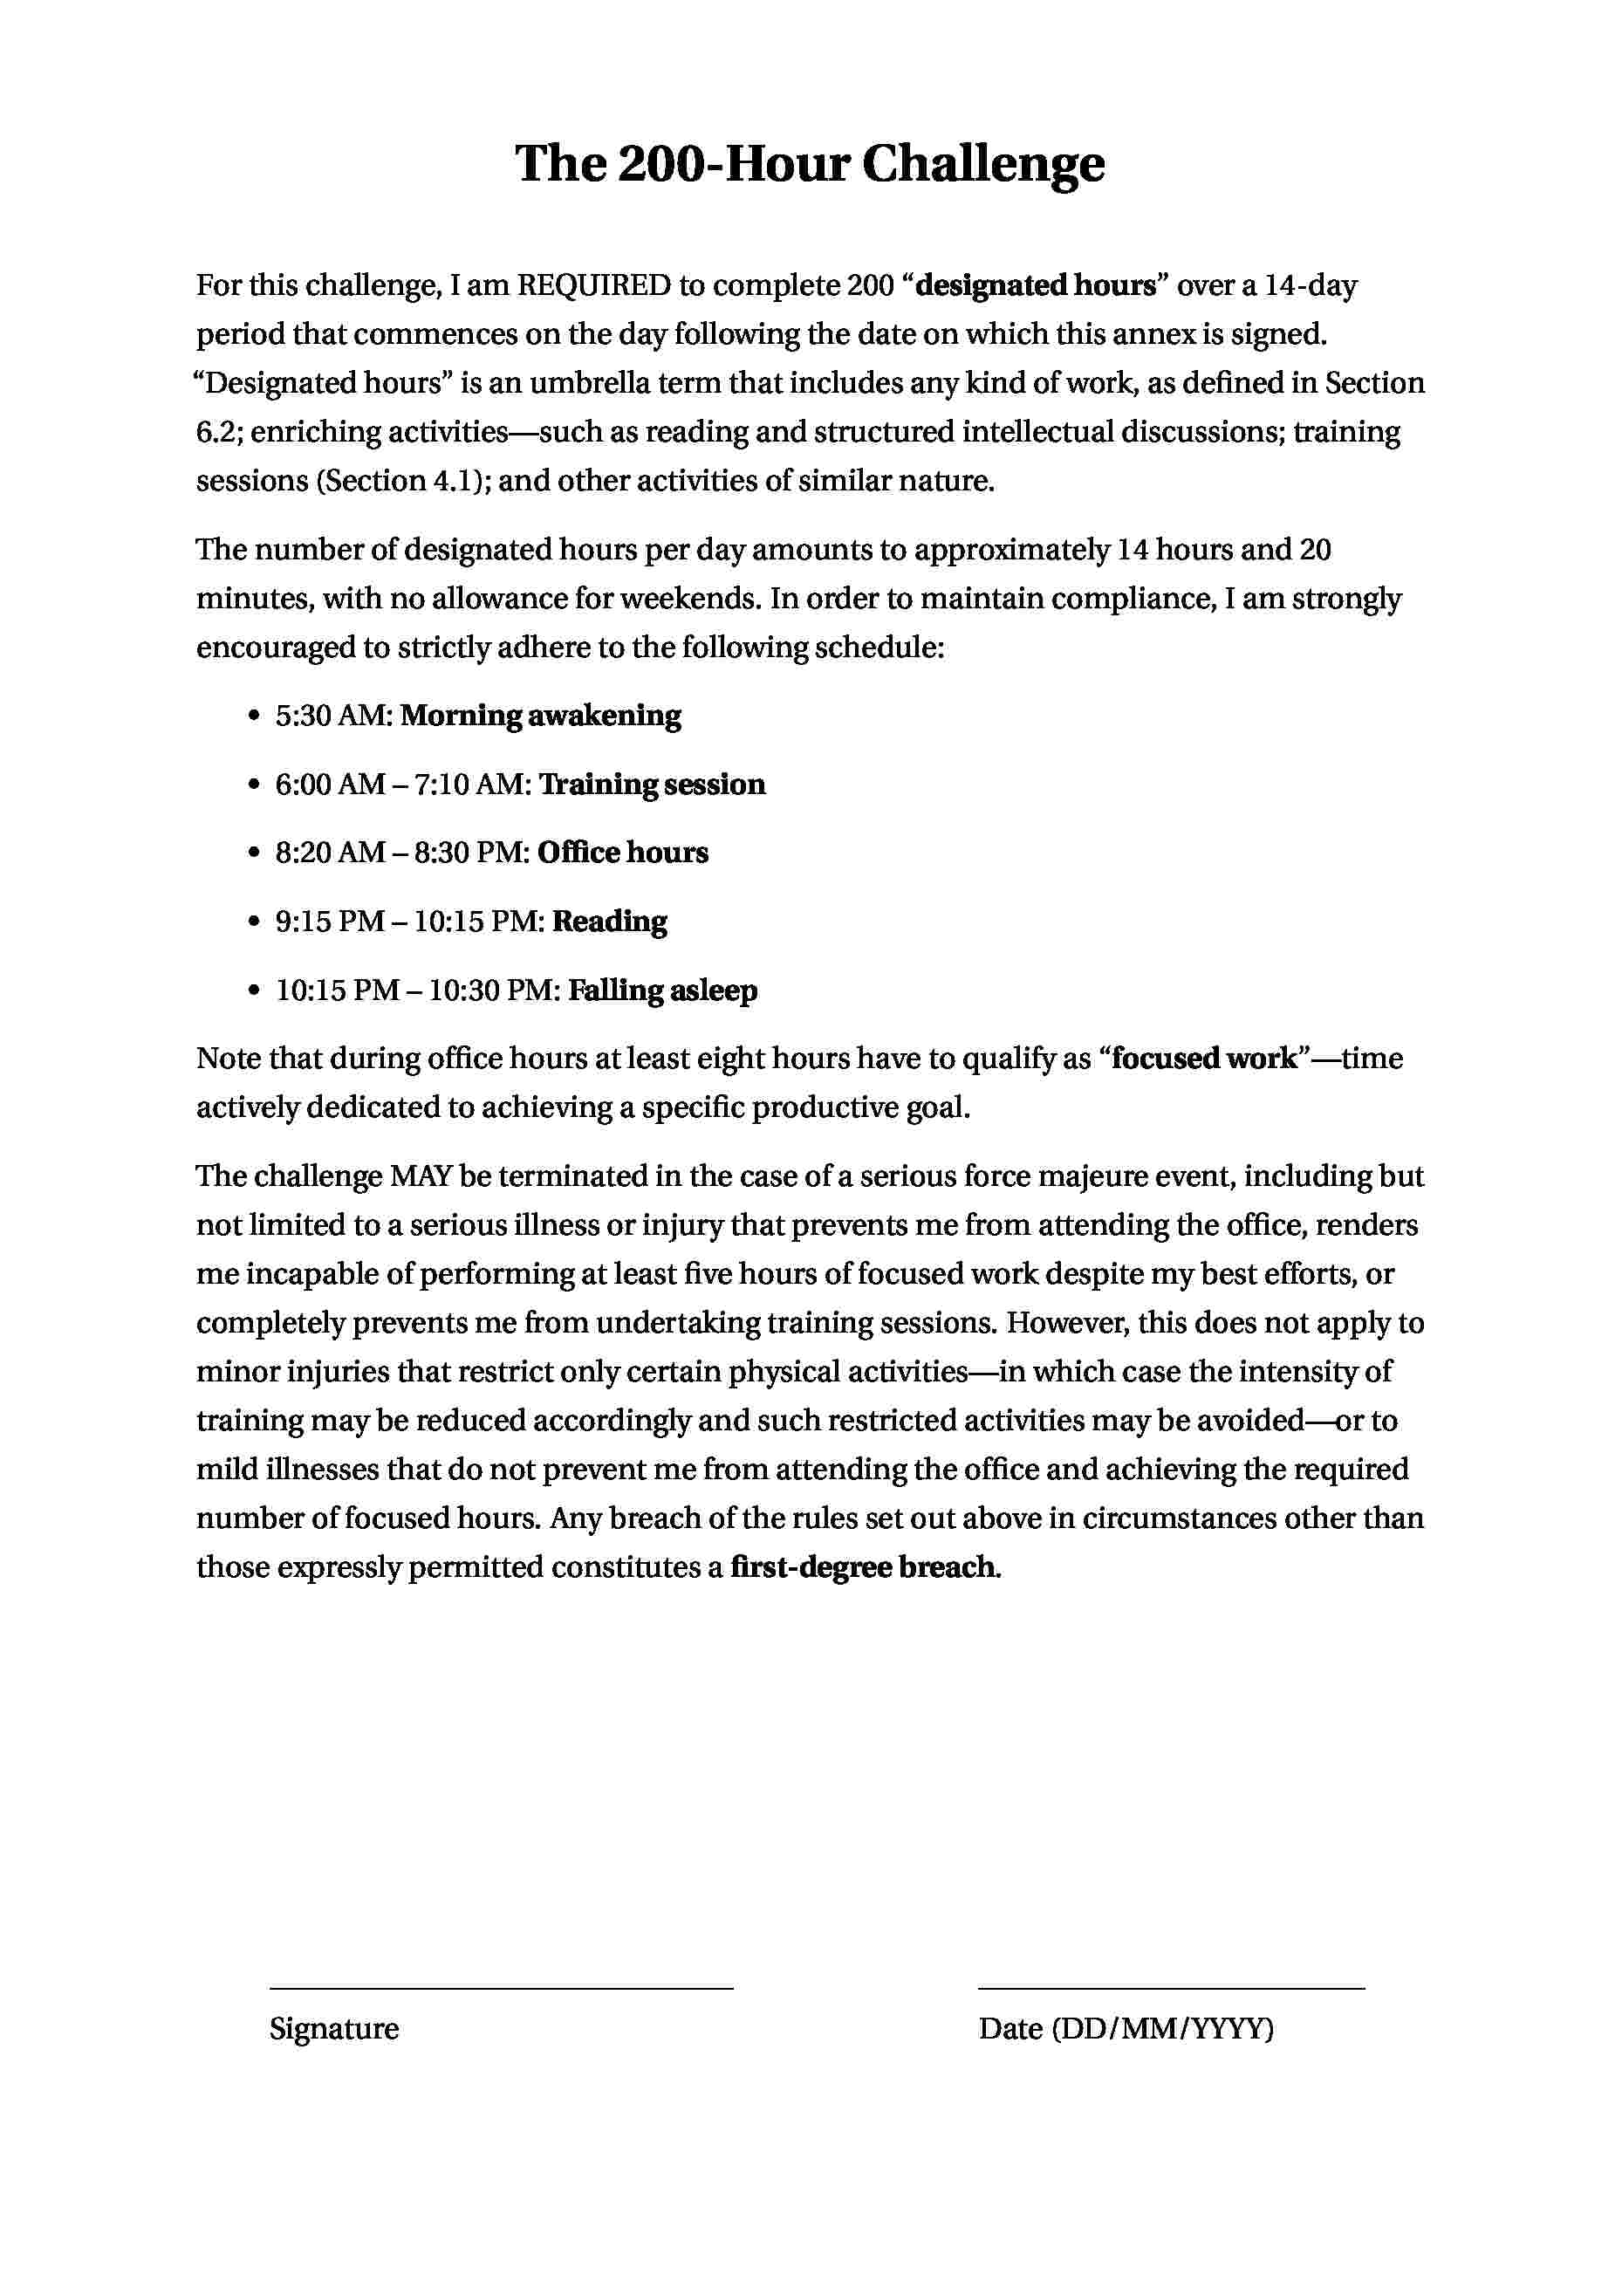 The 200-Hour Challenge
For this challenge, I am REQUIRED to complete 200 “designated hours” over a 14-day
period that commences on the day following the date on which this annex is signed.
“Designated hours” is an umbrella term that includes any kind of work, as defined in Section
6.2; enriching activities—such as reading and structured intellectual discussions; training
sessions (Section 4.1); and other activities of similar nature.
The number of designated hours per day amounts to approximately 14 hours and 20
minutes, with no allowance for weekends. In order to maintain compliance, I am strongly
encouraged to strictly adhere to the following schedule:
• 5:30 AM: Morning awakening
• 6:00 AM – 7:10 AM: Training session
• 8:20 AM – 8:30 PM: Office hours
• 9:15 PM – 10:15 PM: Reading
• 10:15 PM – 10:30 PM: Falling asleep
Note that during office hours at least eight hours have to qualify as “focused work”—time
actively dedicated to achieving a specific productive goal.
The challenge MAY be terminated in the case of a serious force majeure event, including but
not limited to a serious illness or injury that prevents me from attending the office, renders
me incapable of performing at least five hours of focused work despite my best efforts, or
completely prevents me from undertaking training sessions. However, this does not apply to
minor injuries that restrict only certain physical activities—in which case the intensity of
training may be reduced accordingly and such restricted activities may be avoided—or to
mild illnesses that do not prevent me from attending the office and achieving the required
number of focused hours. Any breach of the rules set out above in circumstances other than
those expressly permitted constitutes a first-degree breach.
Signature
Date (DD/MM/YYYY)